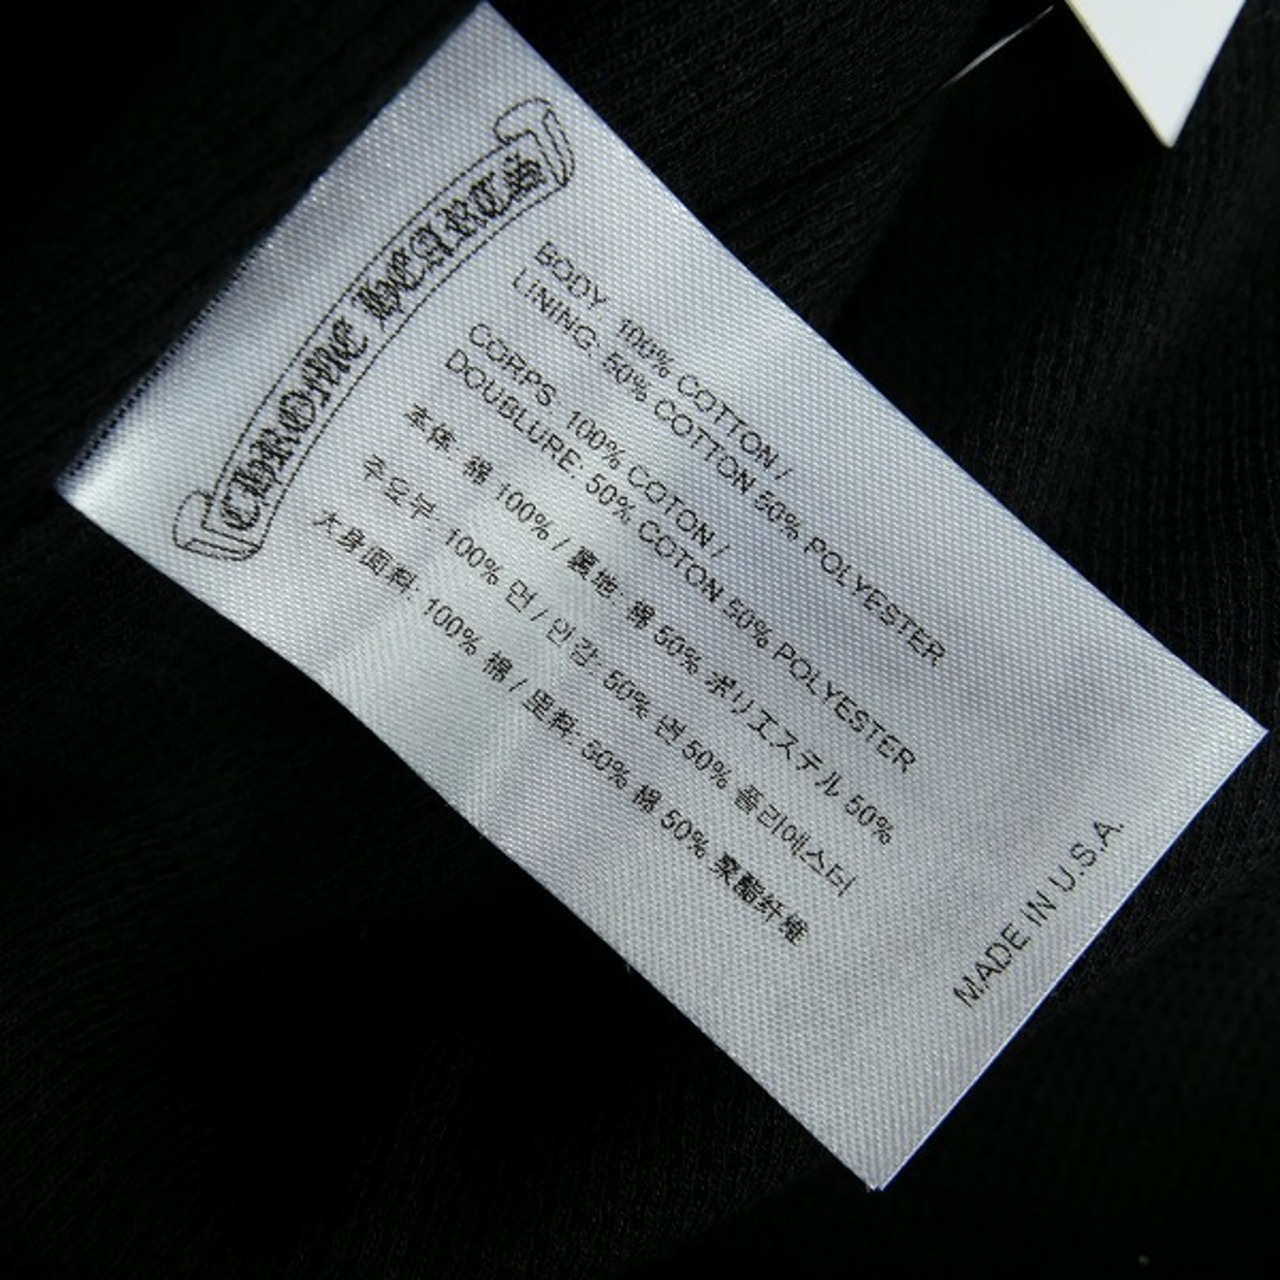 CHROME HEARTS
BODY 100% COTTON /
LINING: 50% COTTON 50% POLYESTER
CORPS 100% COTON /
DOUBLURE: 50% COTON 50% POLYESTER
本体: 綿 100% / 裏地: 綿 50% ポリエステル 50%
주요부: 100% 면 / 안감: 50% 면 50% 폴리에스터
大身面料: 100% 棉 / 里料: 50% 棉 50% 聚酯纤维
MADE IN U.S.A.